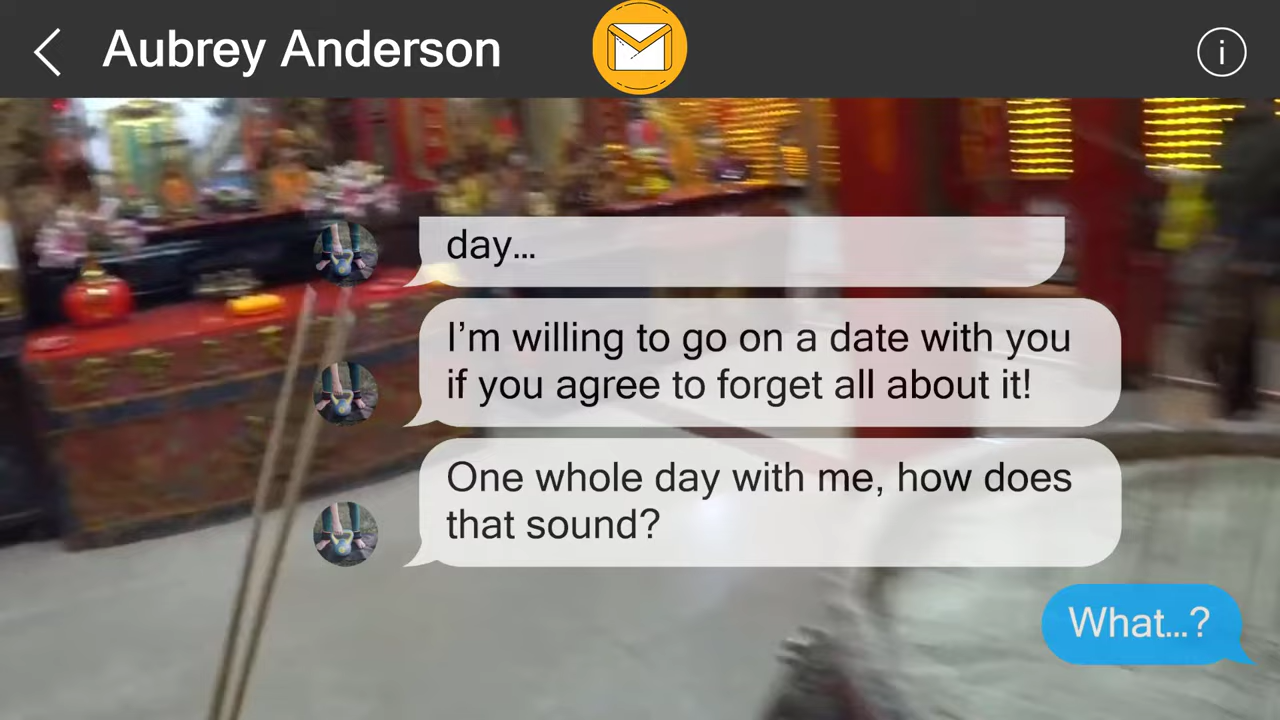 Aubrey Anderson
i
day...
I’m willing to go on a date with you
if you agree to forget all about it!
One whole day with me, how does
that sound?
What...?